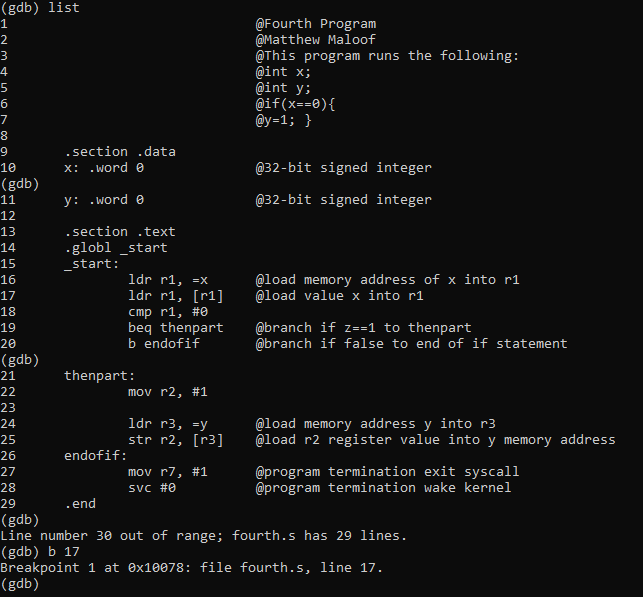 (gdb) list
1                               @Fourth Program
2                               @Matthew Maloof
3                               @This program runs the following:
4                               @int x;
5                               @int y;
6                               @if(x==0){
7                               @y=1; }
8
9       .section .data
10      x: .word 0              @32-bit signed integer
(gdb)
11      y: .word 0              @32-bit signed integer
12
13      .section .text
14      .globl _start
15      _start:
16              ldr r1, =x      @load memory address of x into r1
17              ldr r1, [r1]    @load value x into r1
18              cmp r1, #0
19              beq thenpart    @branch if z==1 to thenpart
20              b endofif       @branch if false to end of if statement
(gdb)
21      thenpart:
22              mov r2, #1
23
24              ldr r3, =y      @load memory address y into r3
25              str r2, [r3]    @load r2 register value into y memory address
26      endofif:
27              mov r7, #1      @program termination exit syscall
28              svc #0          @program termination wake kernel
29      .end
(gdb)
Line number 30 out of range; fourth.s has 29 lines.
(gdb) b 17
Breakpoint 1 at 0x10078: file fourth.s, line 17.
(gdb)